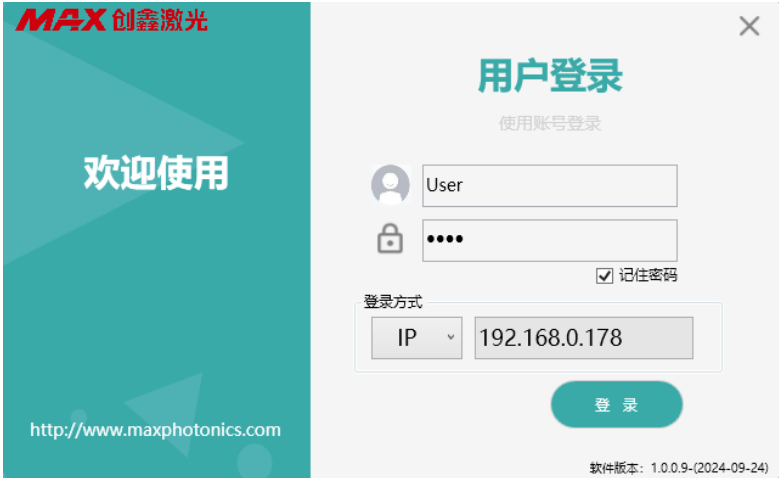 MAX 创鑫激光
欢迎使用
http://www.maxphotonics.com
用户登录
使用账号登录
User
••••
记住密码
登录方式
IP
192.168.0.178
登 录
软件版本：1.0.0.9-(2024-09-24)